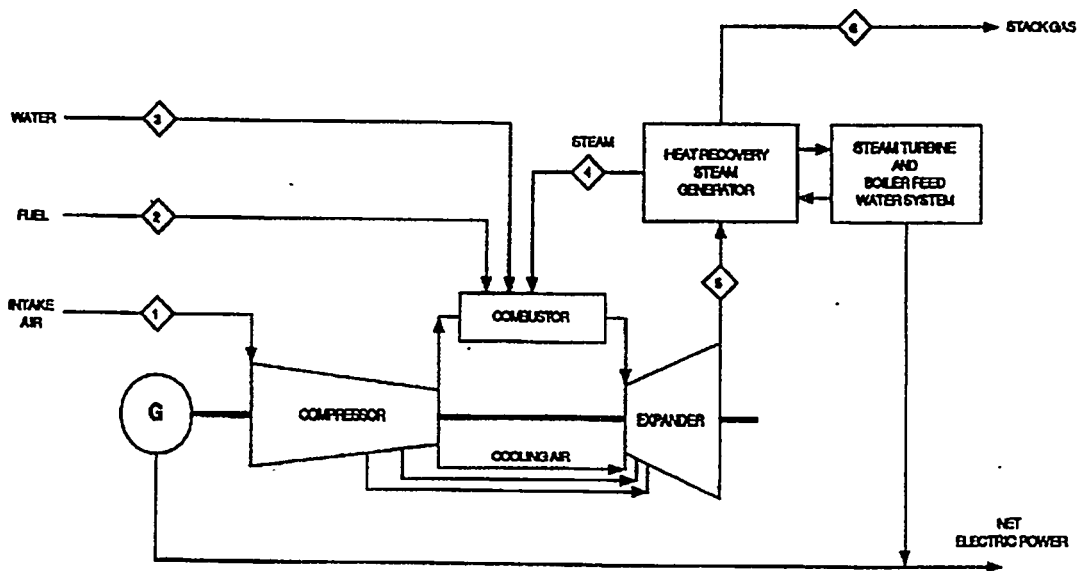 6
STACK GAS
WATER
3
STEAM
4
HEAT RECOVERY
STEAM
GENERATOR
STEAM TURBINE
AND
BOILER FEED
WATER SYSTEM
FUEL
2
5
INTAKE
AIR
1
COMBUSTOR
G
COMPRESSOR
EXPANDER
COOLING AIR
NET
ELECTRIC POWER